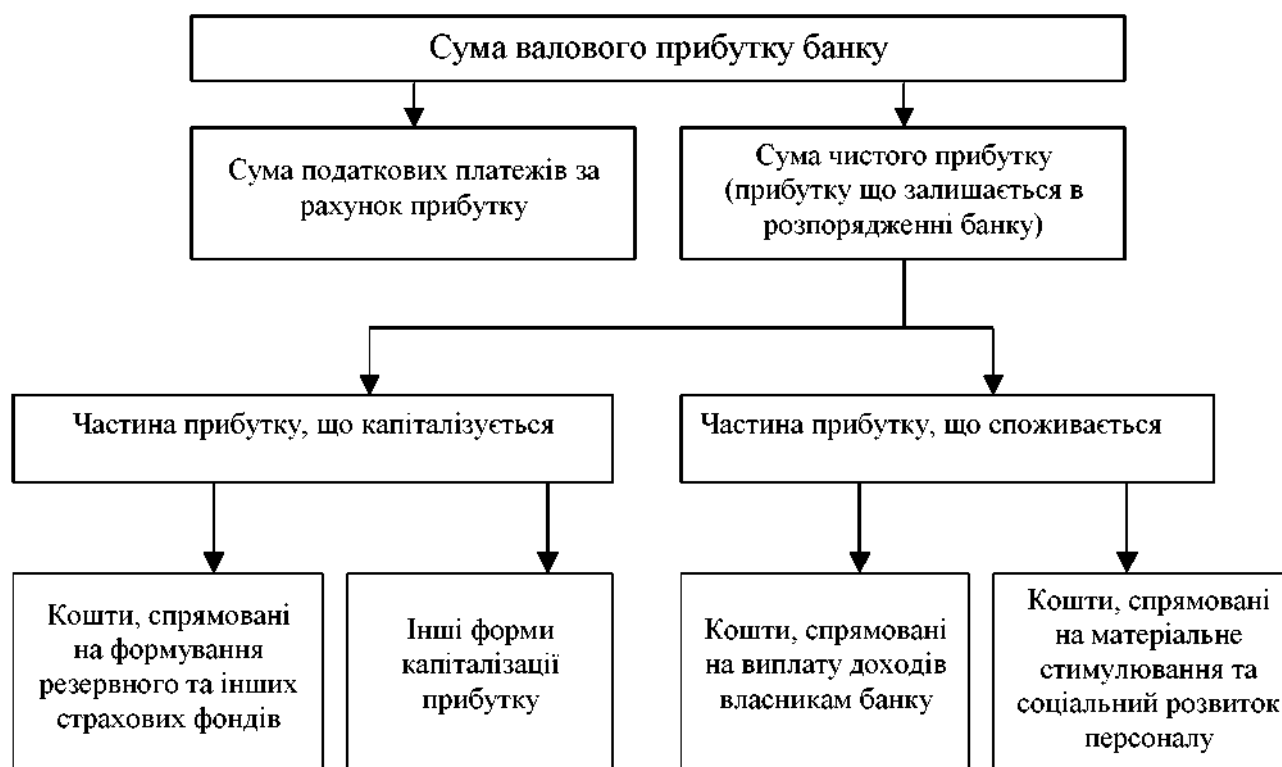 Сума валового прибутку банку
Сума податкових платежів за
рахунок прибутку
Сума чистого прибутку
(прибутку що залишається в
розпорядженні банку)
Частина прибутку, що капіталізується
Частина прибутку, що споживається
Кошти, спрямовані
на формування
резервного та інших
страхових фондів
Інші форми
капіталізації
прибутку
Кошти, спрямовані
на виплату доходів
власникам банку
Кошти, спрямовані
на матеріальне
стимулювання та
соціальний розвиток
персоналу